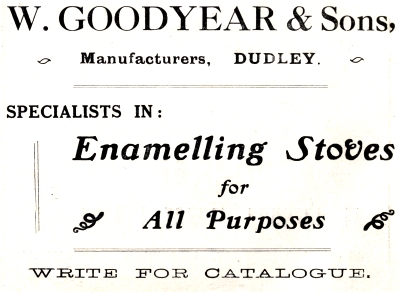 W. GOODYEAR & Sons,
Manufacturers, DUDLEY.
SPECIALISTS IN:
Enamelling Stoves
for
All Purposes
WRITE FOR CATALOGUE.